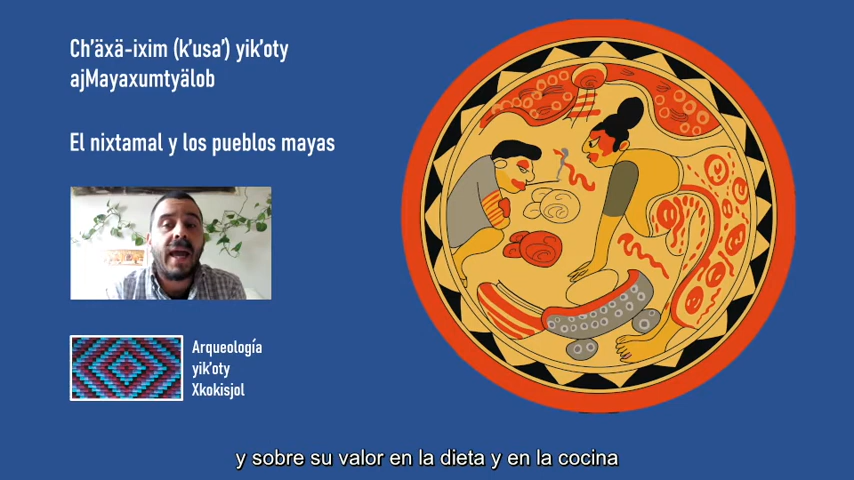 Ch’äxä-ixim (k’usa’) yik’oty
ajMayaxumtyälob
El nixtamal y los pueblos mayas
Arqueología
yik’oty
Xkokisjol
y sobre su valor en la dieta y en la cocina